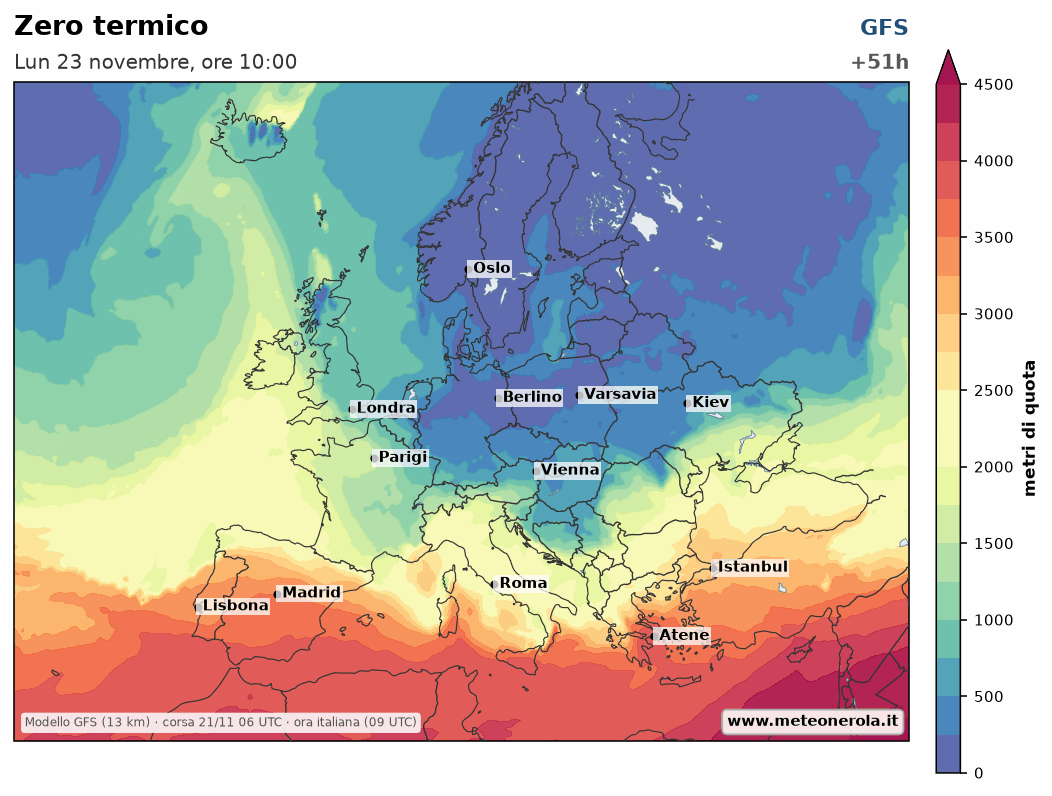 Zero termico
GFS
Lun 23 novembre, ore 10:00
+51h
4500
4000
3500
3000
2500
2000
1500
1000
500
0
metri di quota
Oslo
Berlino
Varsavia
Kiev
Londra
Parigi
Vienna
Istanbul
Roma
Madrid
Lisbona
Atene
Modello GFS (13 km) · corsa 21/11 06 UTC · ora italiana (09 UTC)
www.meteonerola.it